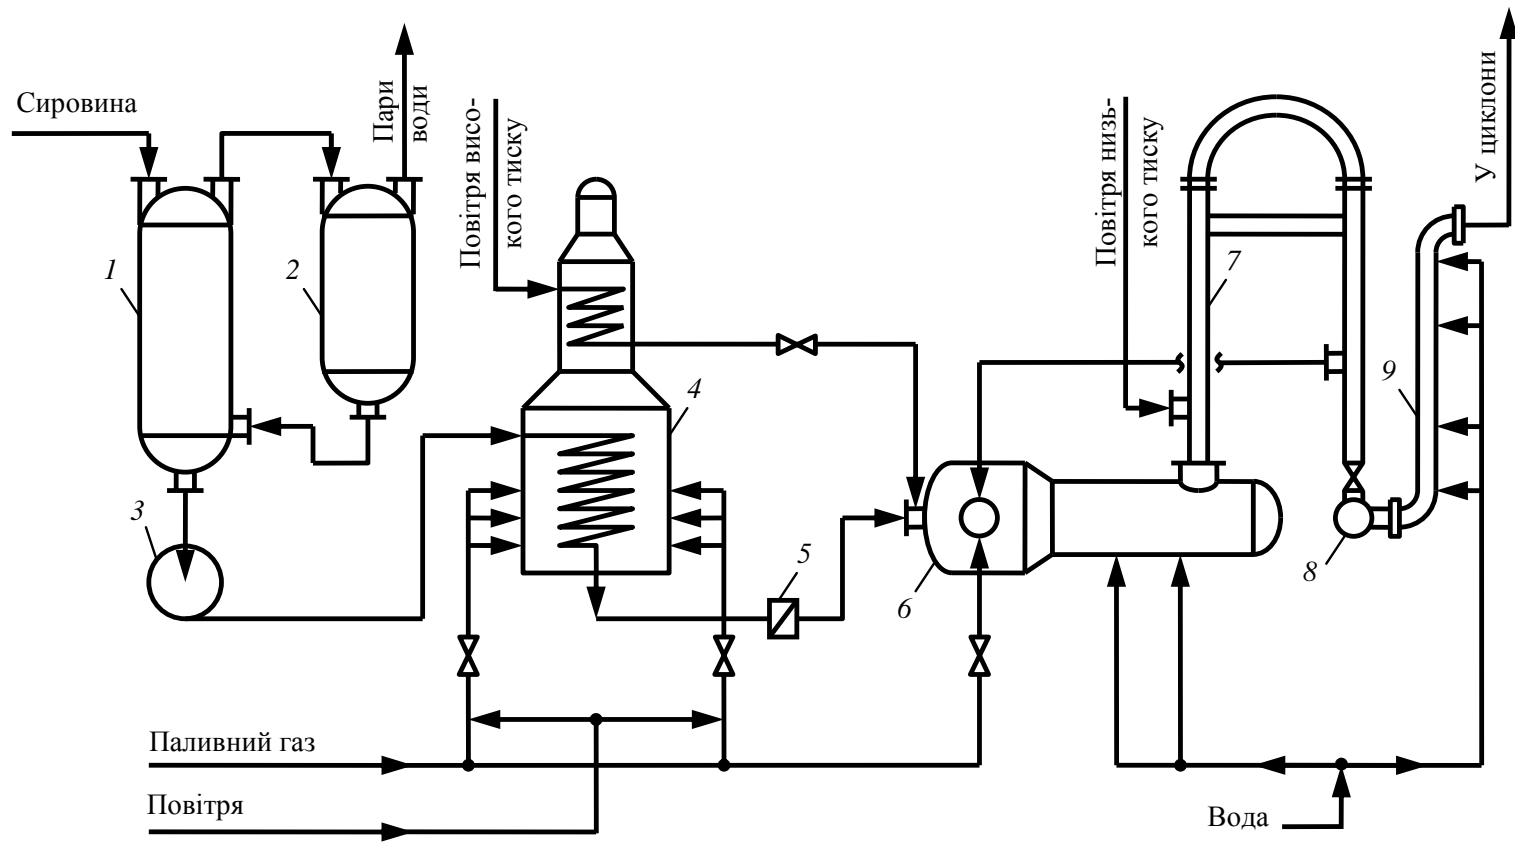 Сировина
Пари
води
Повітря висо-
кого тиску
Повітря низь-
кого тиску
У циклони
1
2
3
4
5
6
7
8
9
Паливний газ
Повітря
Вода